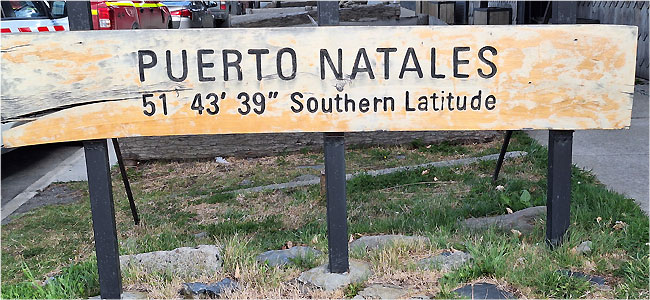 PUERTO NATALES
51 43' 39" Southern Latitude